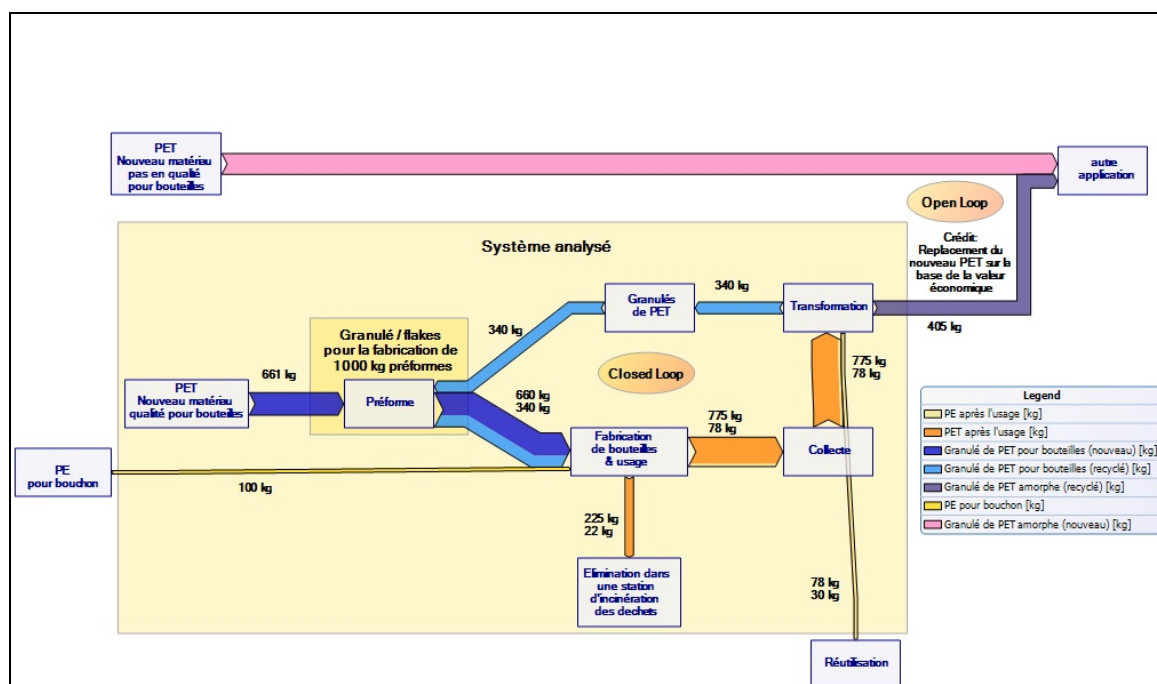 PET
Nouveau matériau
pas en qualité
pour bouteilles
autre
application
Open Loop
Crédit:
Replacement du
nouveau PET sur la
base de la valeur
économique
Système analysé
340 kg
Granulés
de PET
340 kg
Transformation
405 kg
Granulé / flakes
pour la fabrication de
1000 kg préformes
Closed Loop
775 kg
78 kg
661 kg
PET
Nouveau matériau
qualité pour bouteilles
Préforme
660 kg
340 kg
Fabrication
de bouteilles
& usage
775 kg
78 kg
Collecte
PE
pour bouchon
100 kg
225 kg
22 kg
Elimination dans
une station
d'incinération
des dechets
78 kg
30 kg
Réutilisation
Legend
PE après l'usage [kg]
PET après l'usage [kg]
Granulé de PET pour bouteilles (nouveau) [kg]
Granulé de PET pour bouteilles (recyclé) [kg]
Granulé de PET amorphe (recyclé) [kg]
PE pour bouchon [kg]
Granulé de PET amorphe (nouveau) [kg]